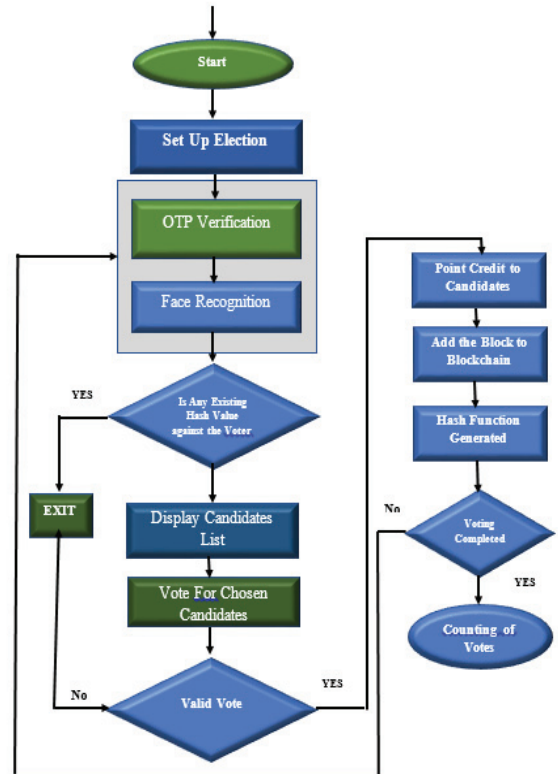 Start
Set Up Election
OTP Verification
Face Recognition
YES
Is Any Existing
Hash Value
against the Voter
EXIT
Display Candidates
List
Vote For Chosen
Candidates
No
Valid Vote
YES
Point Credit to
Candidates
Add the Block to
Blockchain
Hash Function
Generated
No
Voting
Completed
YES
Counting of
Votes